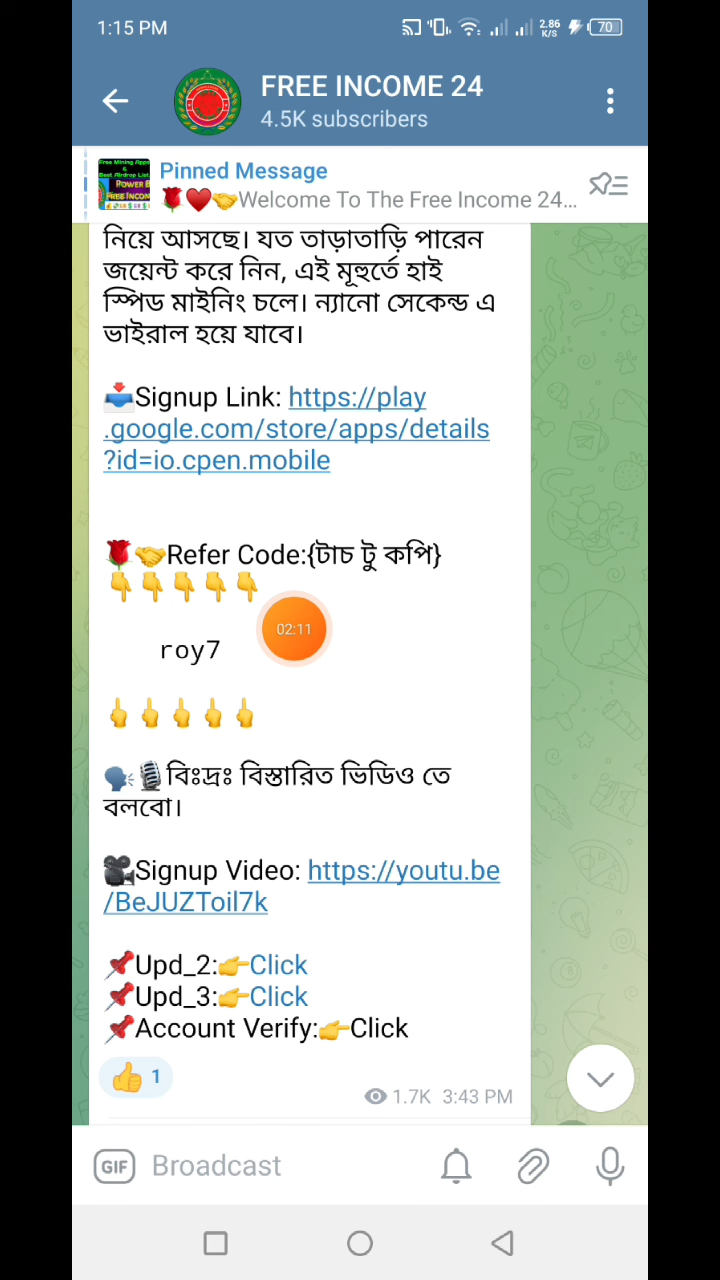 1:15 PM
2.86
K/S
70
FREE INCOME 24
4.5K subscribers
Pinned Message
🌹♥️🤝Welcome To The Free Income 24...
নিয়ে আসছে। যত তাড়াতাড়ি পারেন
জয়েন্ট করে নিন, এই মূহুর্তে হাই
স্পিড মাইনিং চলে। ন্যানো সেকেন্ড এ
ভাইরাল হয়ে যাবে।
📥Signup Link: https://play
.google.com/store/apps/details
?id=io.cpen.mobile
🌹🤝Refer Code:{টাচ টু কপি}
👇👇👇👇👇
02:11
roy7
👆👆👆👆👆
🗣️🎙️বিঃদ্রঃ বিস্তারিত ভিডিও তে
বলবো।
🎥Signup Video: https://youtu.be
/BeJUZToil7k
📌Upd_2:👉Click
📌Upd_3:👉Click
📌Account Verify:👉Click
👍 1
1.7K 3:43 PM
GIF Broadcast